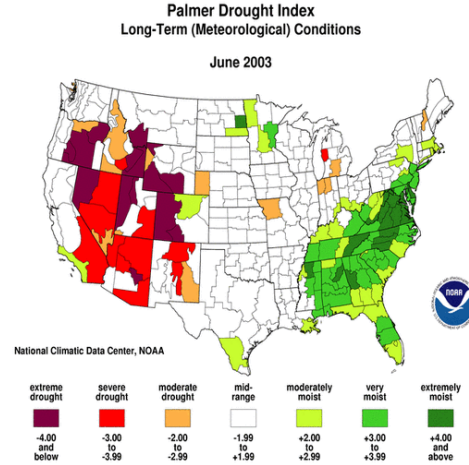 Palmer Drought Index
Long-Term (Meteorological) Conditions
June 2003
NOAA
National Climatic Data Center, NOAA
extreme drought
-4.00 and below
severe drought
-3.00 to -3.99
moderate drought
-2.00 to -2.99
mid-range
-1.99 to +1.99
moderately moist
+2.00 to +2.99
very moist
+3.00 to +3.99
extremely moist
+4.00 and above